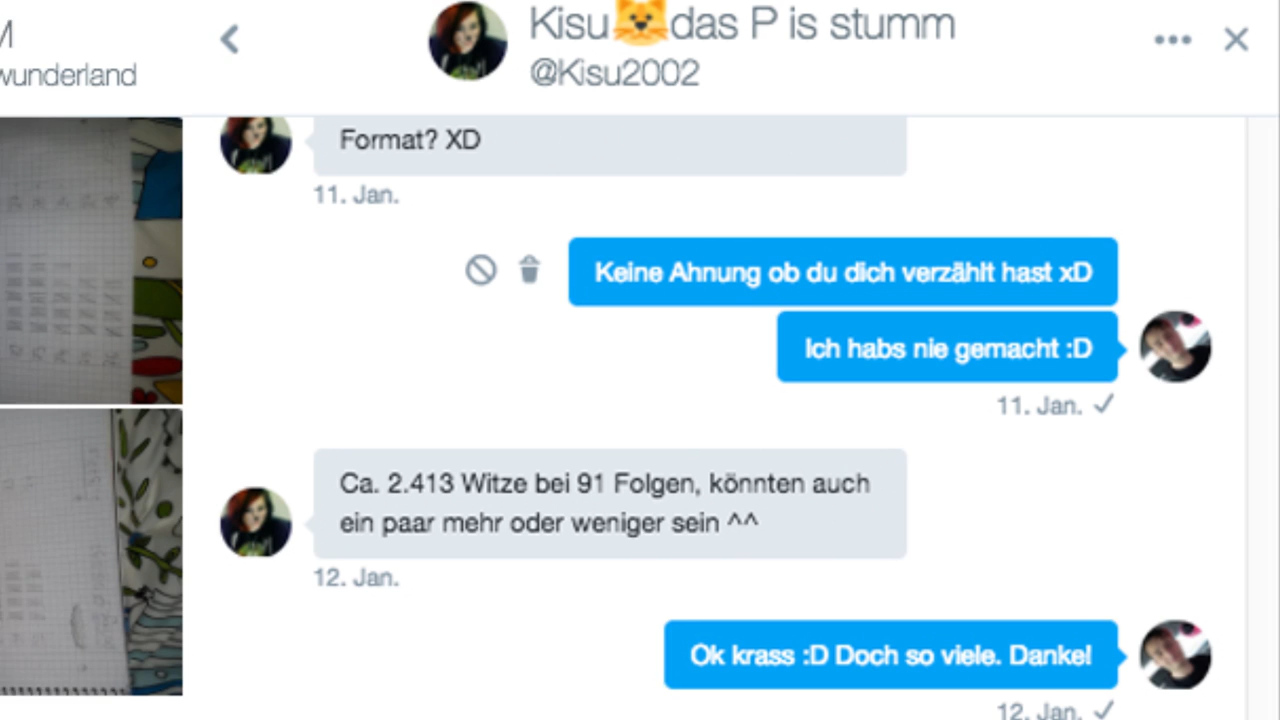 M
wunderland
Kisu🐱das P is stumm
@Kisu2002
Format? XD
11. Jan.
Keine Ahnung ob du dich verzählt hast xD
Ich habs nie gemacht :D
11. Jan.
Ca. 2.413 Witze bei 91 Folgen, könnten auch
ein paar mehr oder weniger sein ^^
12. Jan.
Ok krass :D Doch so viele. Danke!
12. Jan.